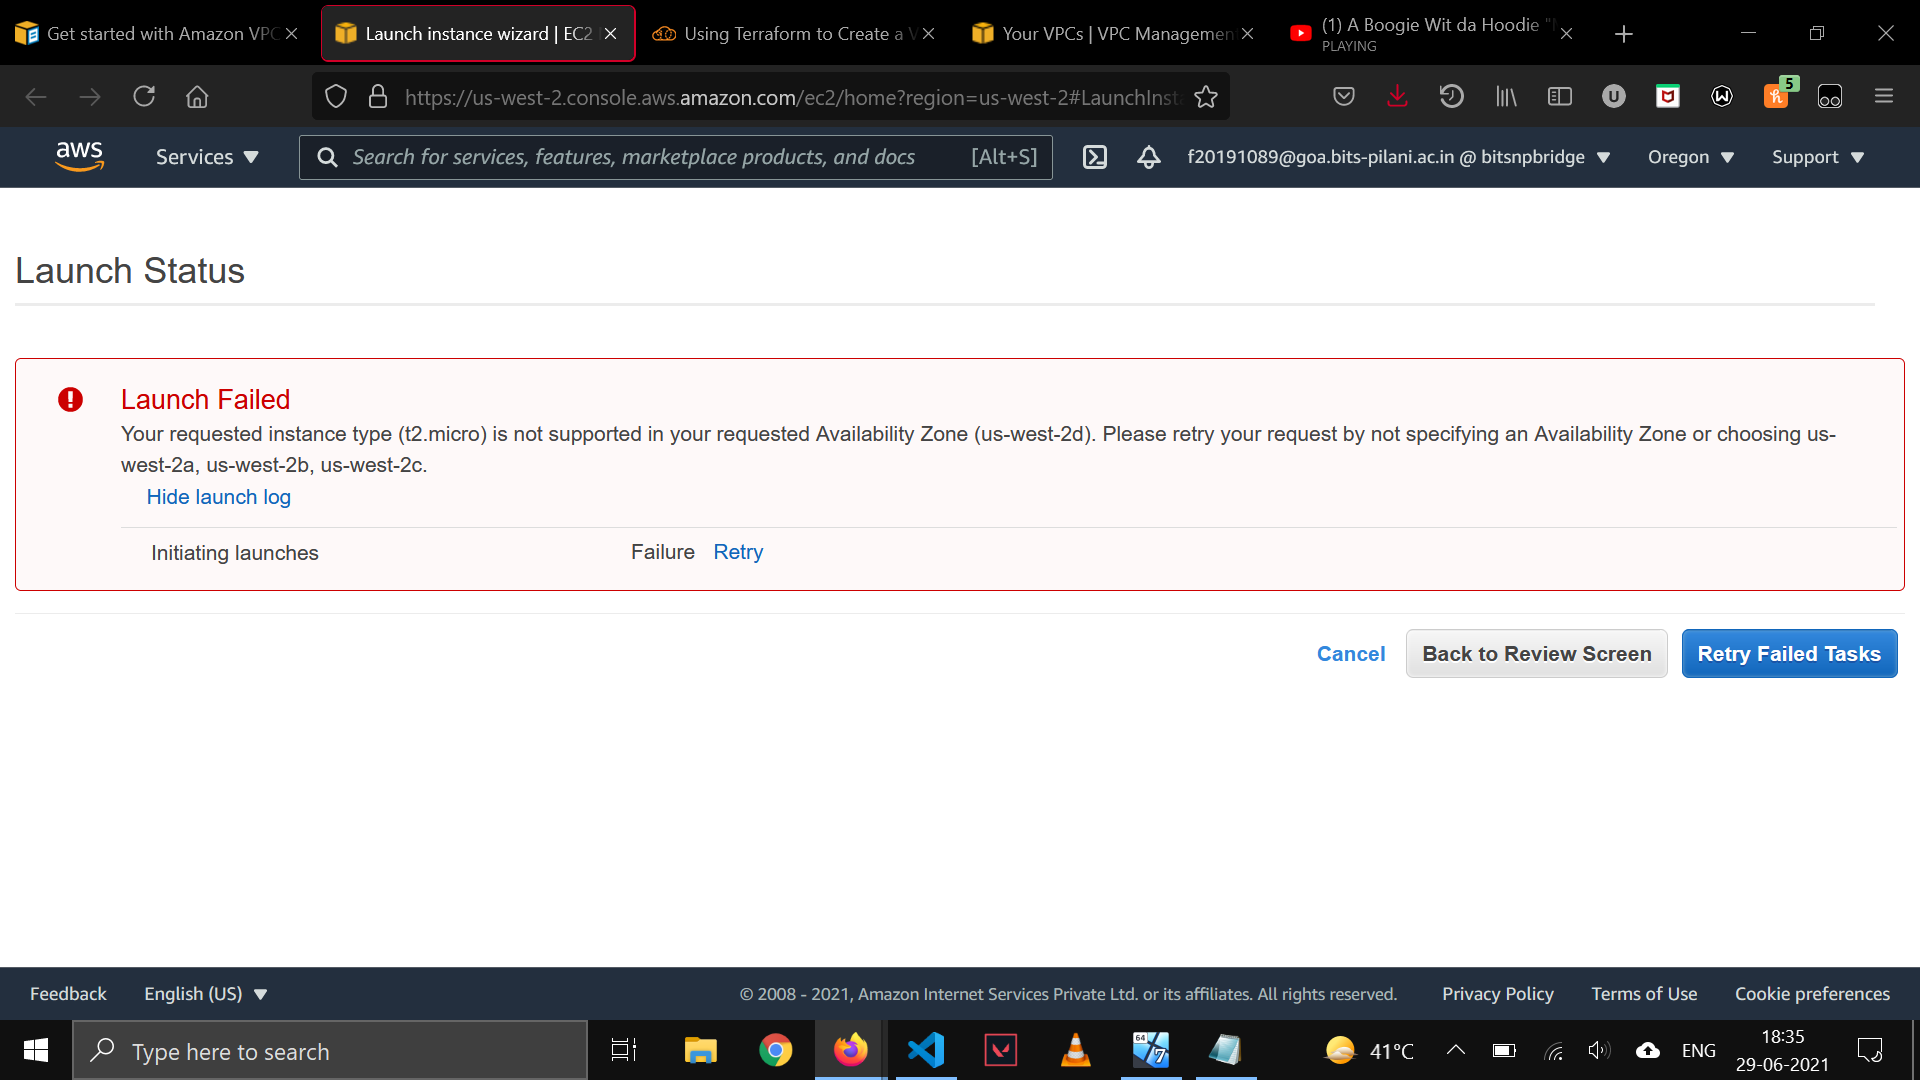 Get started with Amazon VPC
Launch instance wizard | EC2
Using Terraform to Create a V
Your VPCs | VPC Managemen
(1) A Boogie Wit da Hoodie "
PLAYING
https://us-west-2.console.aws.amazon.com/ec2/home?region=us-west-2#LaunchInst
5
aws
Services
Search for services, features, marketplace products, and docs
[Alt+S]
f20191089@goa.bits-pilani.ac.in @ bitsnpbridge
Oregon
Support
Launch Status
Launch Failed
Your requested instance type (t2.micro) is not supported in your requested Availability Zone (us-west-2d). Please retry your request by not specifying an Availability Zone or choosing us-
west-2a, us-west-2b, us-west-2c.
Hide launch log
Initiating launches
Failure Retry
Cancel
Back to Review Screen
Retry Failed Tasks
Feedback
English (US)
© 2008 - 2021, Amazon Internet Services Private Ltd. or its affiliates. All rights reserved.
Privacy Policy
Terms of Use
Cookie preferences
Type here to search
64
7
41°C
ENG
18:35
29-06-2021